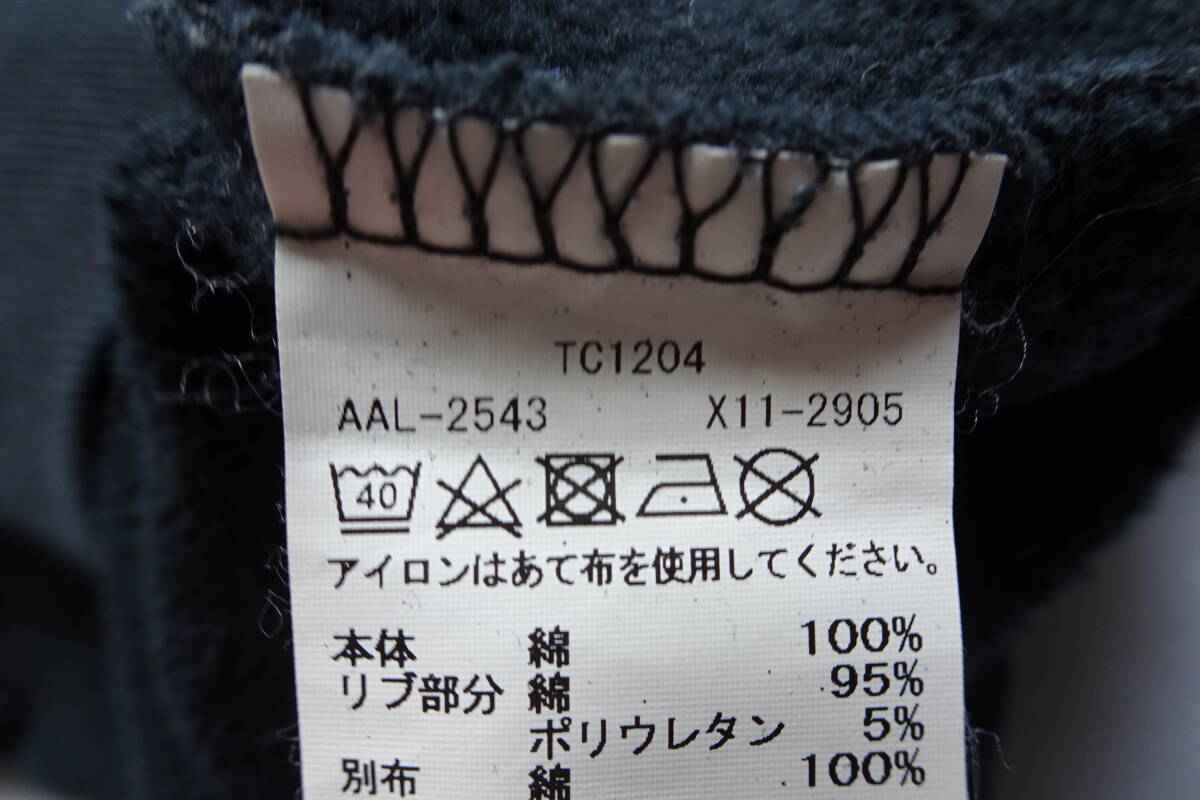 TC1204
AAL-2543 X11-2905
40
アイロンはあて布を使用してください。
本体 綿 100%
リブ部分 綿 95%
ポリウレタン 5%
別布 綿 100%